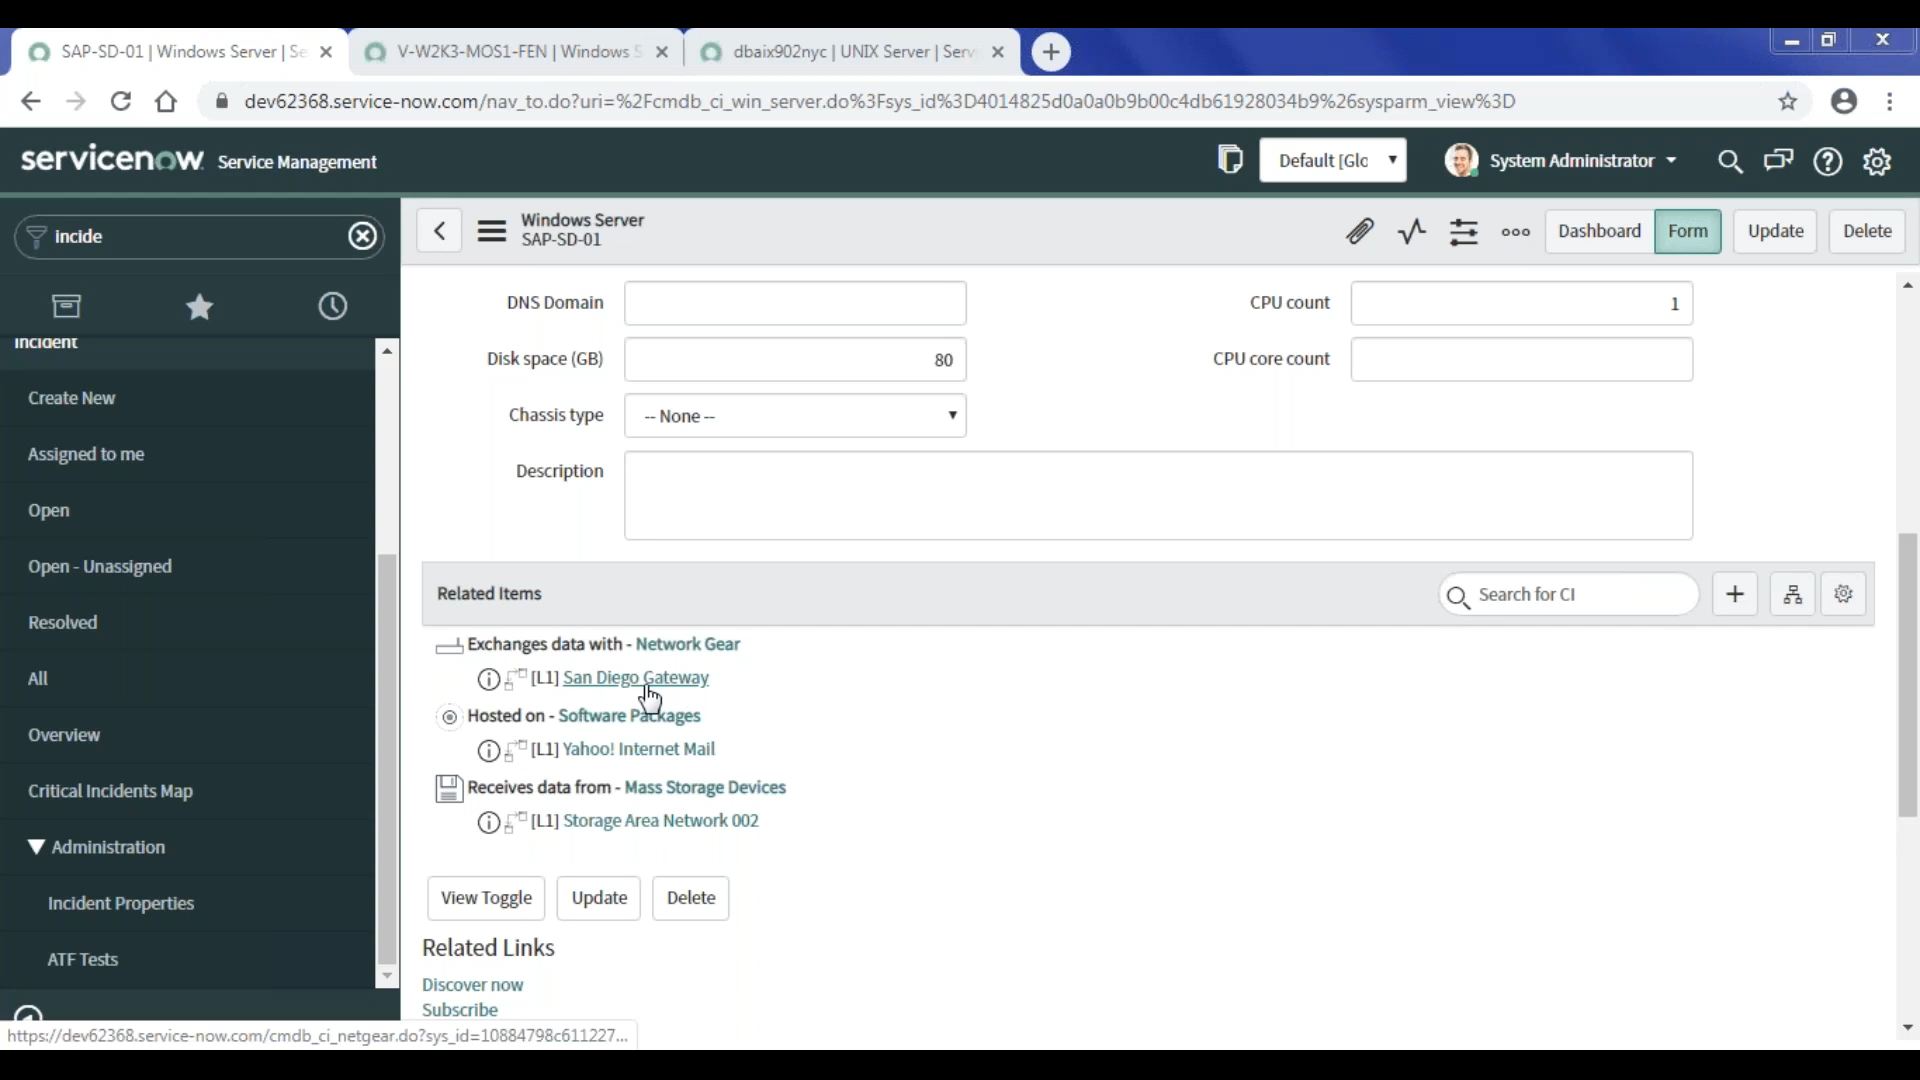 SAP-SD-01 | Windows Server | Se
V-W2K3-MOS1-FEN | Windows S
dbaix902nyc | UNIX Server | Serv
dev62368.service-now.com/nav_to.do?uri=%2Fcmdb_ci_win_server.do%3Fsys_id%3D4014825d0a0a0b9b00c4db61928034b9%26sysparm_view%3D
servicenow Service Management
Default [Glo
System Administrator
incide
Windows Server
SAP-SD-01
Dashboard
Form
Update
Delete
Incident
Create New
Assigned to me
Open
Open - Unassigned
Resolved
All
Overview
Critical Incidents Map
Administration
Incident Properties
ATF Tests
DNS Domain
CPU count
1
Disk space (GB)
80
CPU core count
Chassis type
-- None --
Description
Related Items
Search for CI
Exchanges data with - Network Gear
[L1] San Diego Gateway
Hosted on - Software Packages
[L1] Yahoo! Internet Mail
Receives data from - Mass Storage Devices
[L1] Storage Area Network 002
View Toggle
Update
Delete
Related Links
Discover now
Subscribe
https://dev62368.service-now.com/cmdb_ci_netgear.do?sys_id=10884798c611227...